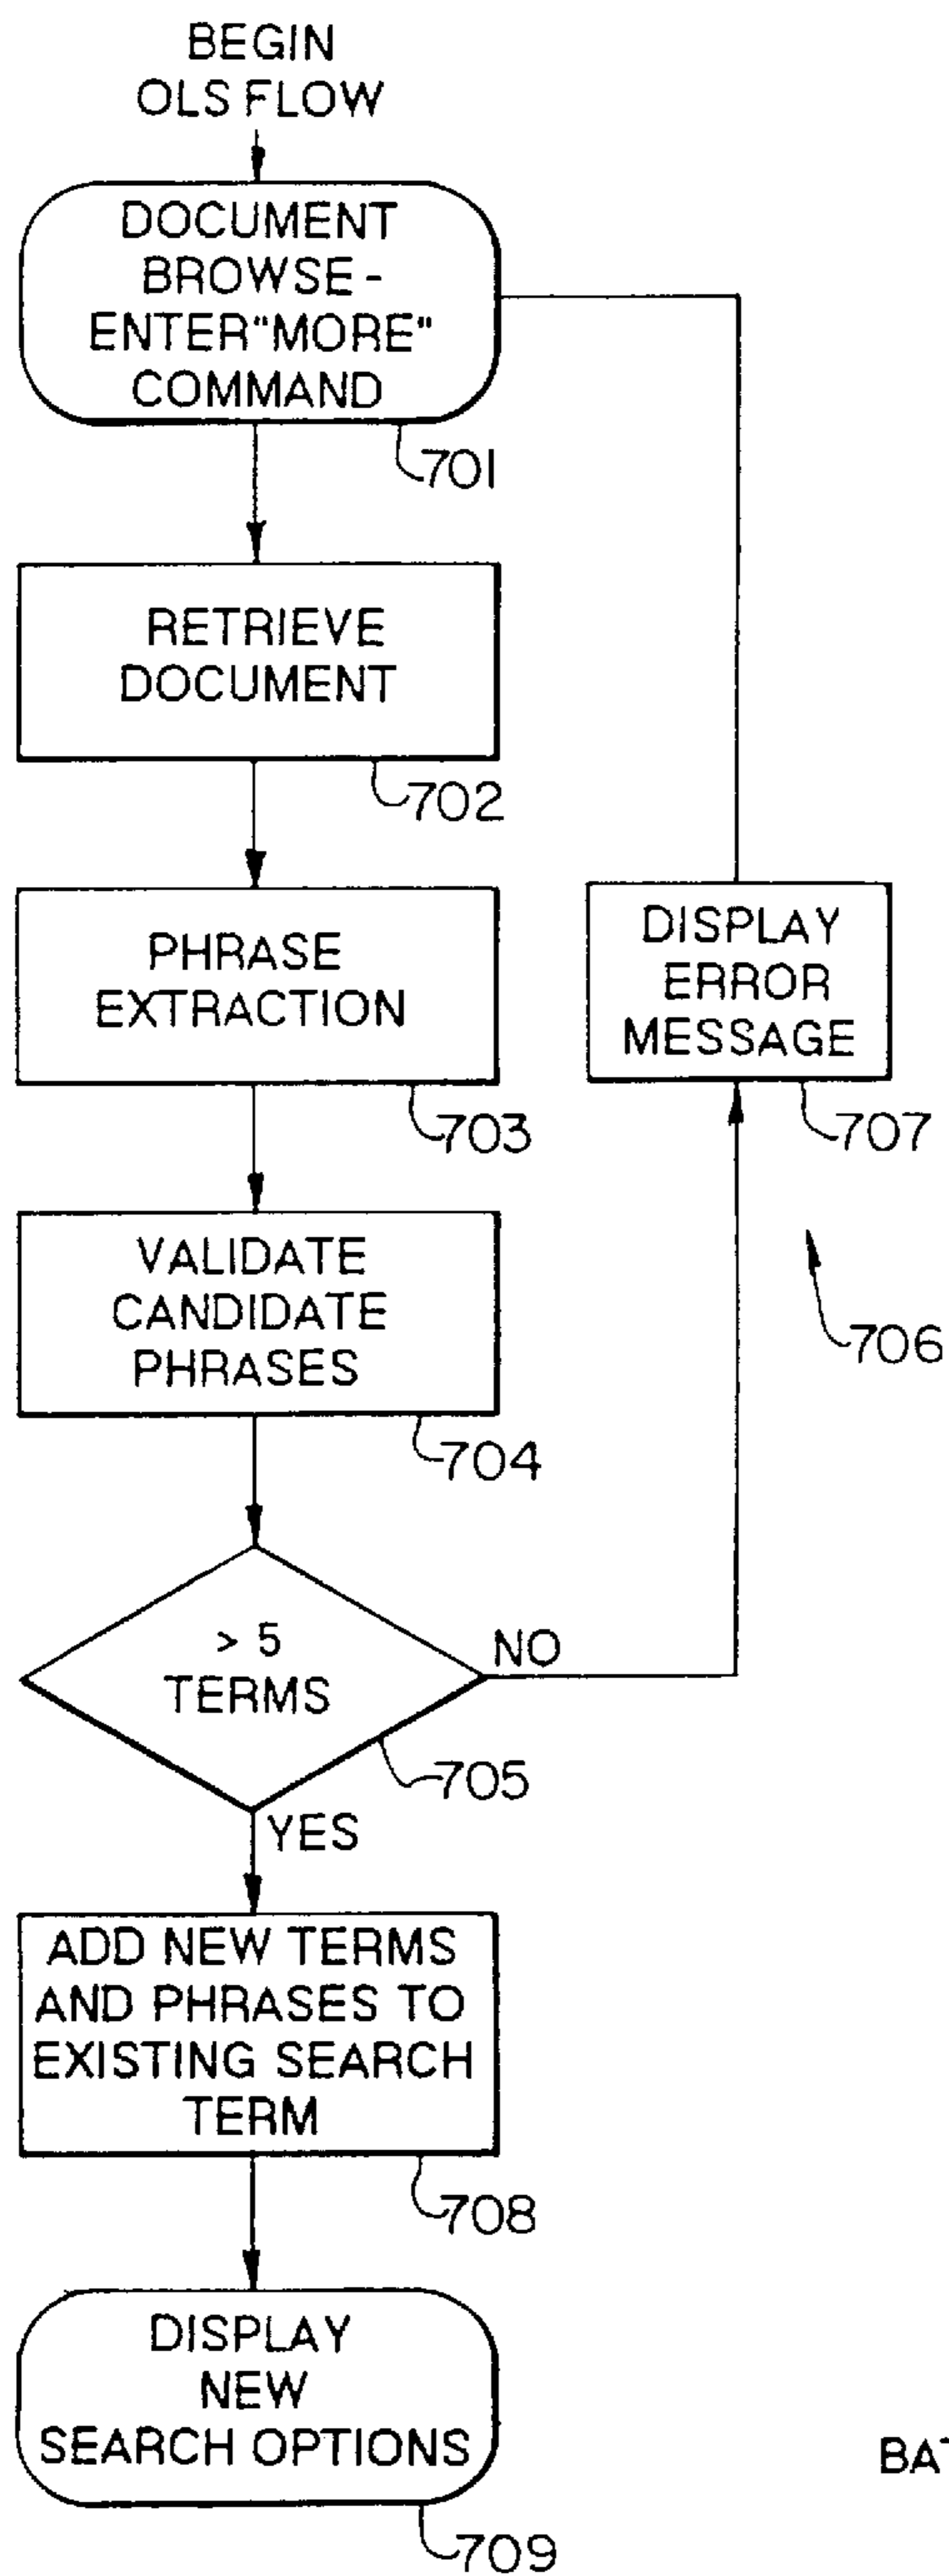 BEGIN
OLS FLOW
DOCUMENT
BROWSE-
ENTER"MORE"
COMMAND
701
RETRIEVE
DOCUMENT
702
PHRASE
EXTRACTION
703
DISPLAY
ERROR
MESSAGE
707
VALIDATE
CANDIDATE
PHRASES
704
706
> 5
TERMS
NO
705
YES
ADD NEW TERMS
AND PHRASES TO
EXISTING SEARCH
TERM
708
DISPLAY
NEW
SEARCH OPTIONS
709